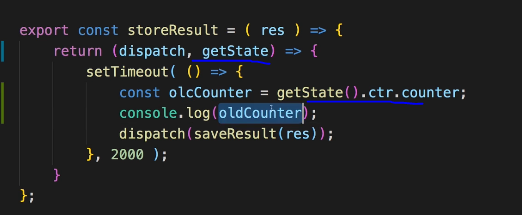 export const storeResult = ( res ) => {
return (dispatch, getState) => {
setTimeout( () => {
const olcCounter = getState().ctr.counter;
console.log(oldCounter);
dispatch(saveResult(res));
}, 2000 );
}
};